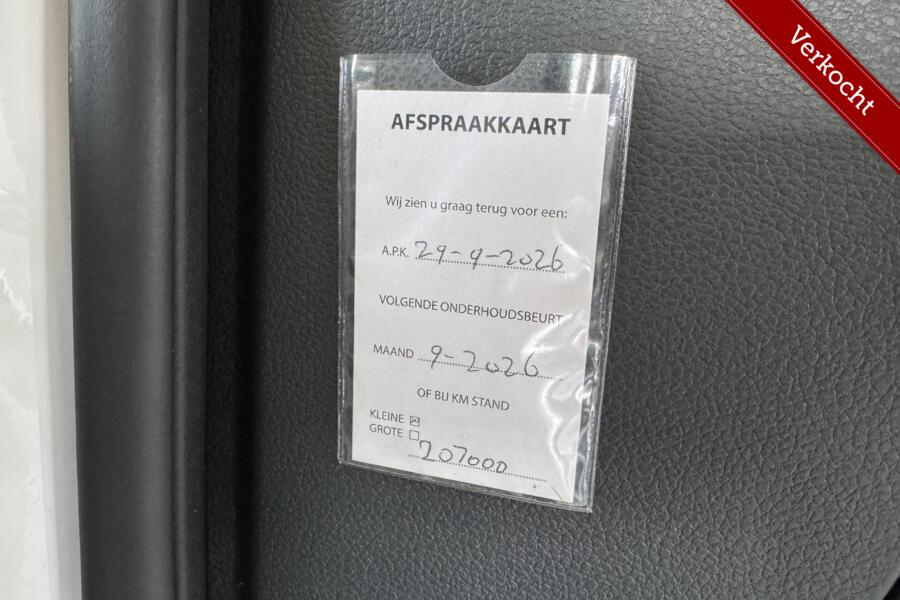 Verkocht
AFSPRAAKKAART
Wij zien u graag terug voor een:
A.P.K. 29-9-2026
VOLGENDE ONDERHOUDSBEURT
MAAND 9-2026
OF BIJ KM STAND
KLEINE ☒
GROTE ☐
207000